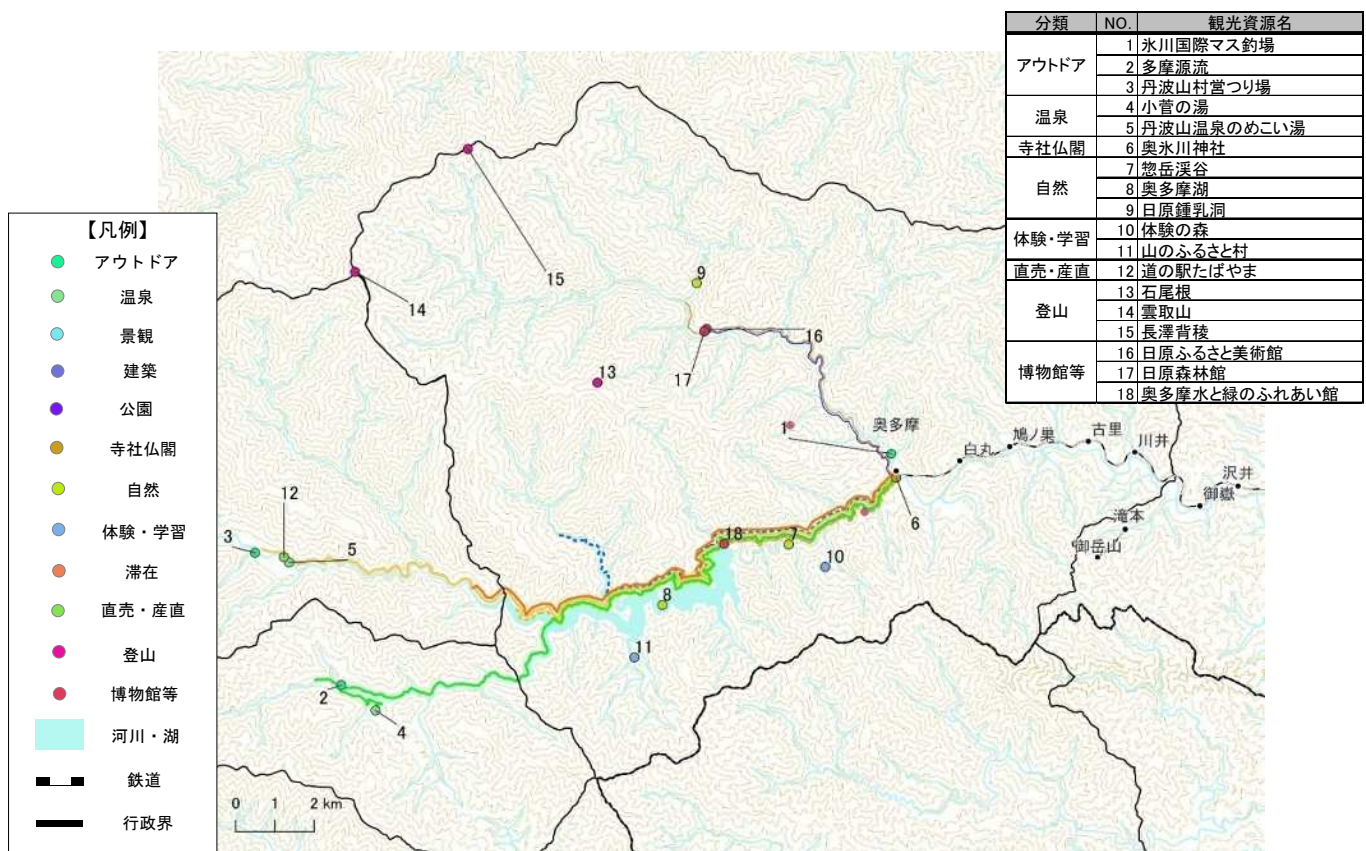 分類 NO. 観光資源名
アウトドア
1 氷川国際マス釣場
2 多摩源流
3 丹波山村営つり場
温泉
4 小菅の湯
5 丹波山温泉のめこい湯
寺社仏閣 6 奥氷川神社
自然
7 惣岳渓谷
8 奥多摩湖
9 日原鍾乳洞
体験・学習
10 体験の森
11 山のふるさと村
直売・産直 12 道の駅たばやま
登山
13 石尾根
14 雲取山
15 長澤背稜
博物館等
16 日原ふるさと美術館
17 日原森林館
18 奥多摩水と緑のふれあい館
【凡例】
アウトドア
温泉
景観
建築
公園
寺社仏閣
自然
体験・学習
滞在
直売・産直
登山
博物館等
河川・湖
鉄道
行政界
15
9
14
16
17
13
1
奥多摩
白丸
鳩ノ巣
古里
川井
沢井
御嶽
滝本
御岳山
6
12
3
5
18
7
10
8
11
2
4
0 1 2 km